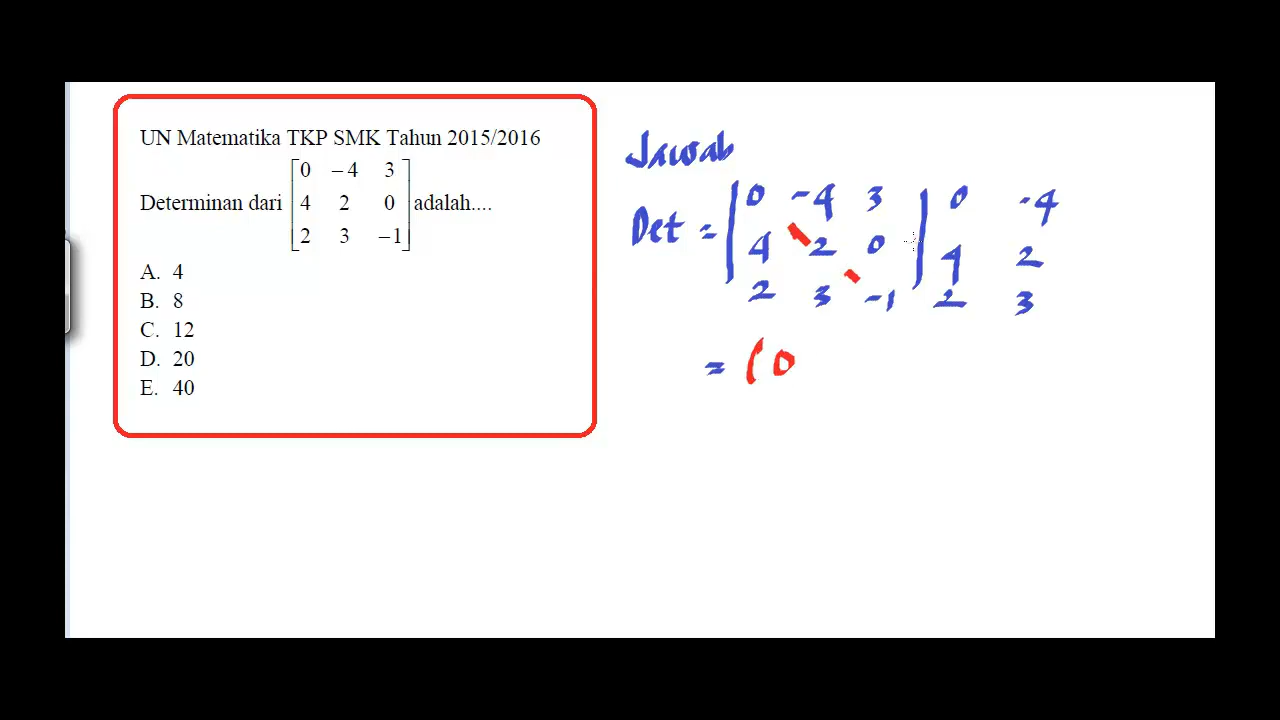 UN Matematika TKP SMK Tahun 2015/2016
0 −4 3
Determinan dari 4 2 0 adalah....
2 3 −1
A. 4
B. 8
C. 12
D. 20
E. 40
Jawab
0 -4 3 | 0 -4
Det = | 4 2 0 | 4 2
2 3 -1 2 3
= (0